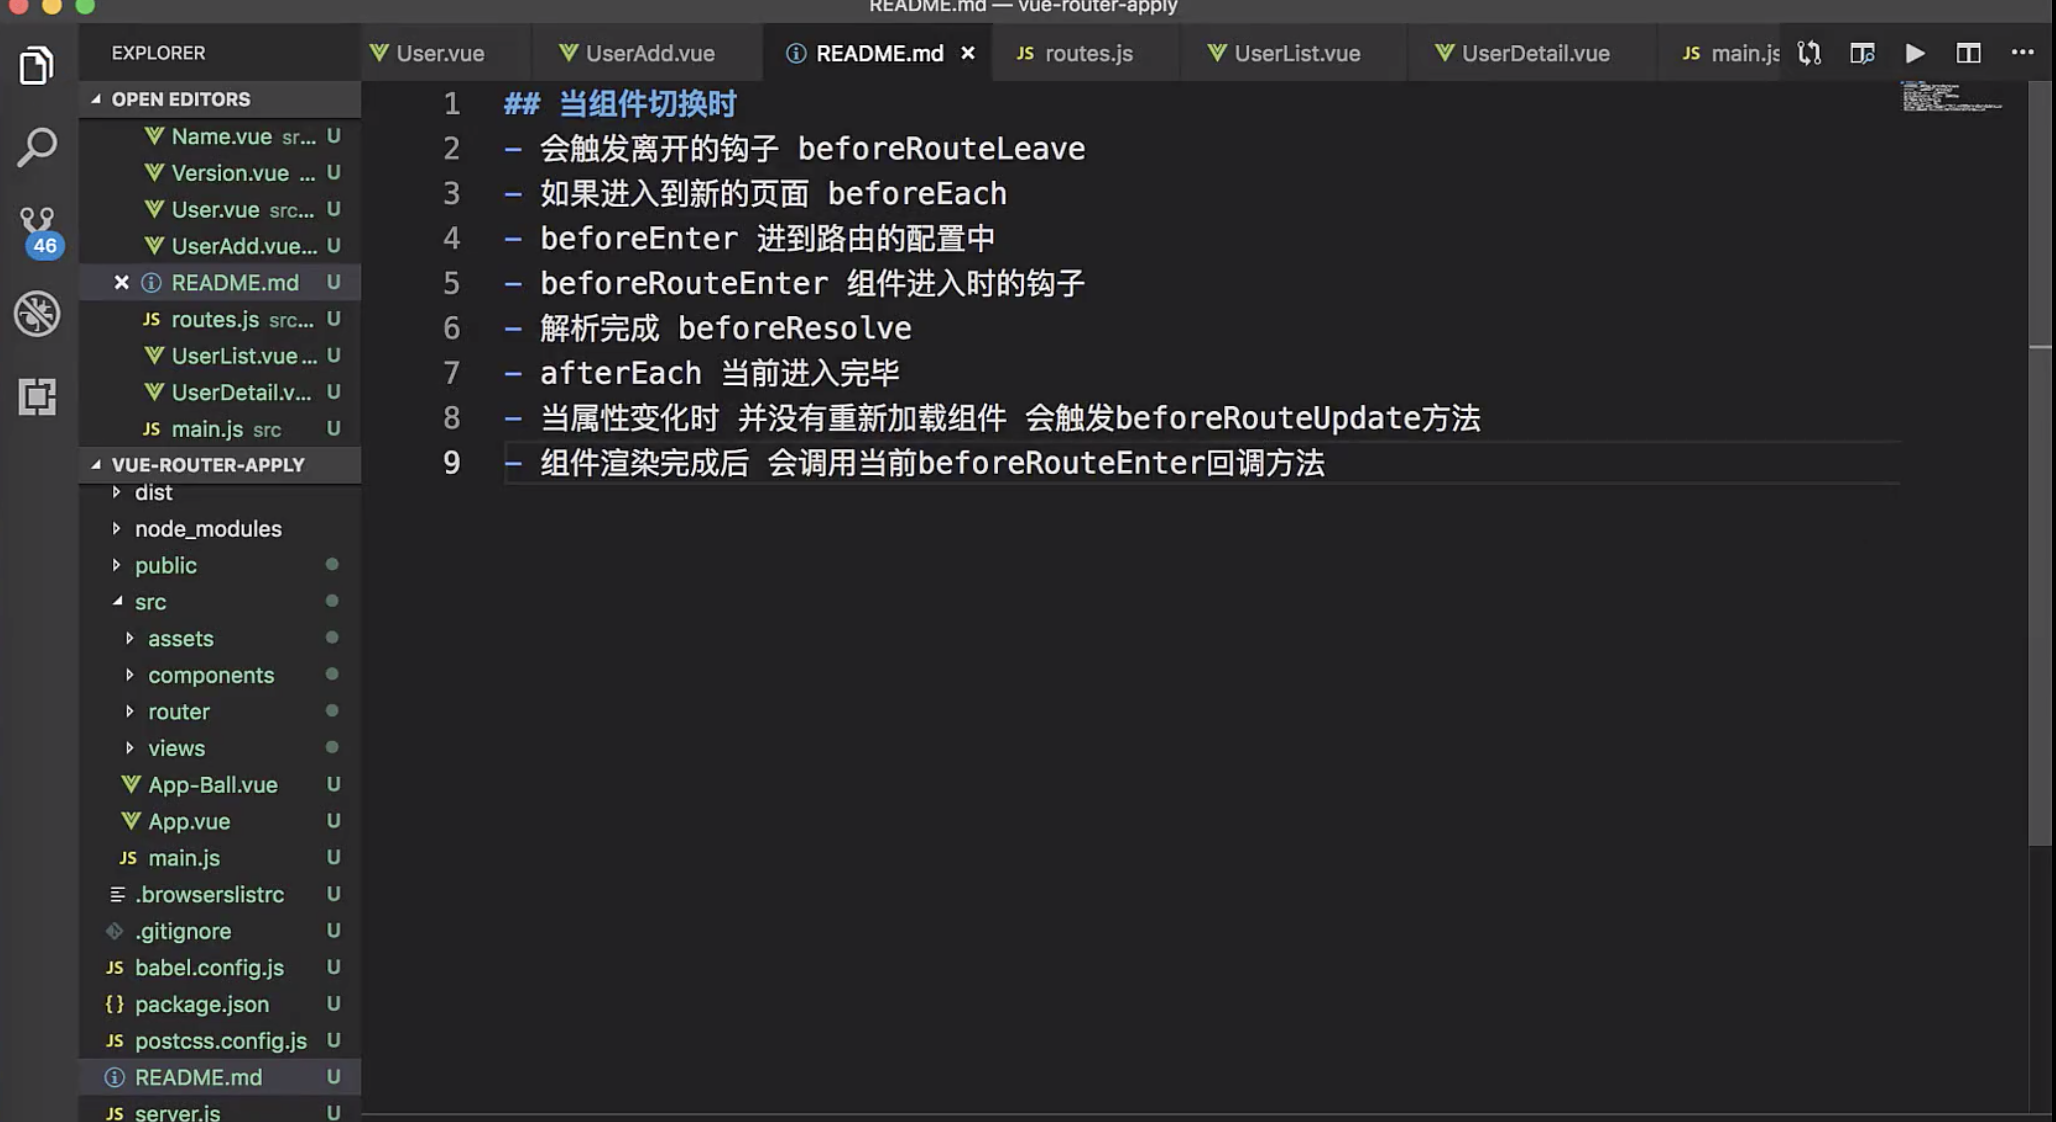 README.md — vue-router-apply
EXPLORER
User.vue
UserAdd.vue
README.md
JS routes.js
UserList.vue
UserDetail.vue
JS main.js
OPEN EDITORS
Name.vue sr... U
Version.vue ... U
User.vue src... U
UserAdd.vue... U
README.md U
JS routes.js src... U
UserList.vue ... U
UserDetail.v... U
JS main.js src U
VUE-ROUTER-APPLY
dist
node_modules
public
src
assets
components
router
views
App-Ball.vue U
App.vue U
JS main.js U
.browserslistrc U
.gitignore U
JS babel.config.js U
{} package.json U
JS postcss.config.js U
README.md U
JS server.js U
46
1 ## 当组件切换时
2 - 会触发离开的钩子 beforeRouteLeave
3 - 如果进入到新的页面 beforeEach
4 - beforeEnter 进到路由的配置中
5 - beforeRouteEnter 组件进入时的钩子
6 - 解析完成 beforeResolve
7 - afterEach 当前进入完毕
8 - 当属性变化时 并没有重新加载组件 会触发beforeRouteUpdate方法
9 - 组件渲染完成后 会调用当前beforeRouteEnter回调方法